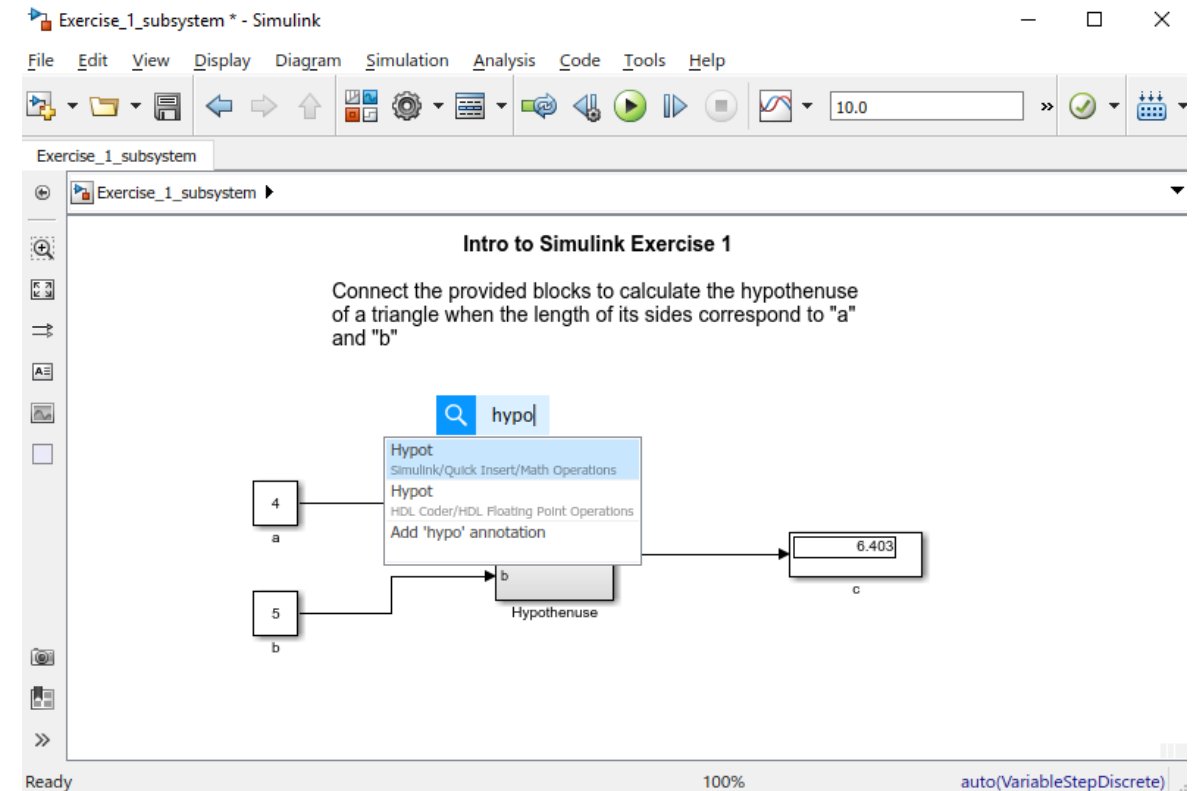 Exercise_1_subsystem * - Simulink
File Edit View Display Diagram Simulation Analysis Code Tools Help
10.0
Exercise_1_subsystem
Exercise_1_subsystem
Intro to Simulink Exercise 1
Connect the provided blocks to calculate the hypothenuse
of a triangle when the length of its sides correspond to "a"
and "b"
hypo
Hypot
Simulink/Quick Insert/Math Operations
Hypot
HDL Coder/HDL Floating Point Operations
Add 'hypo' annotation
4
a
6.403
c
b
Hypothenuse
5
b
Ready 100% auto(VariableStepDiscrete)